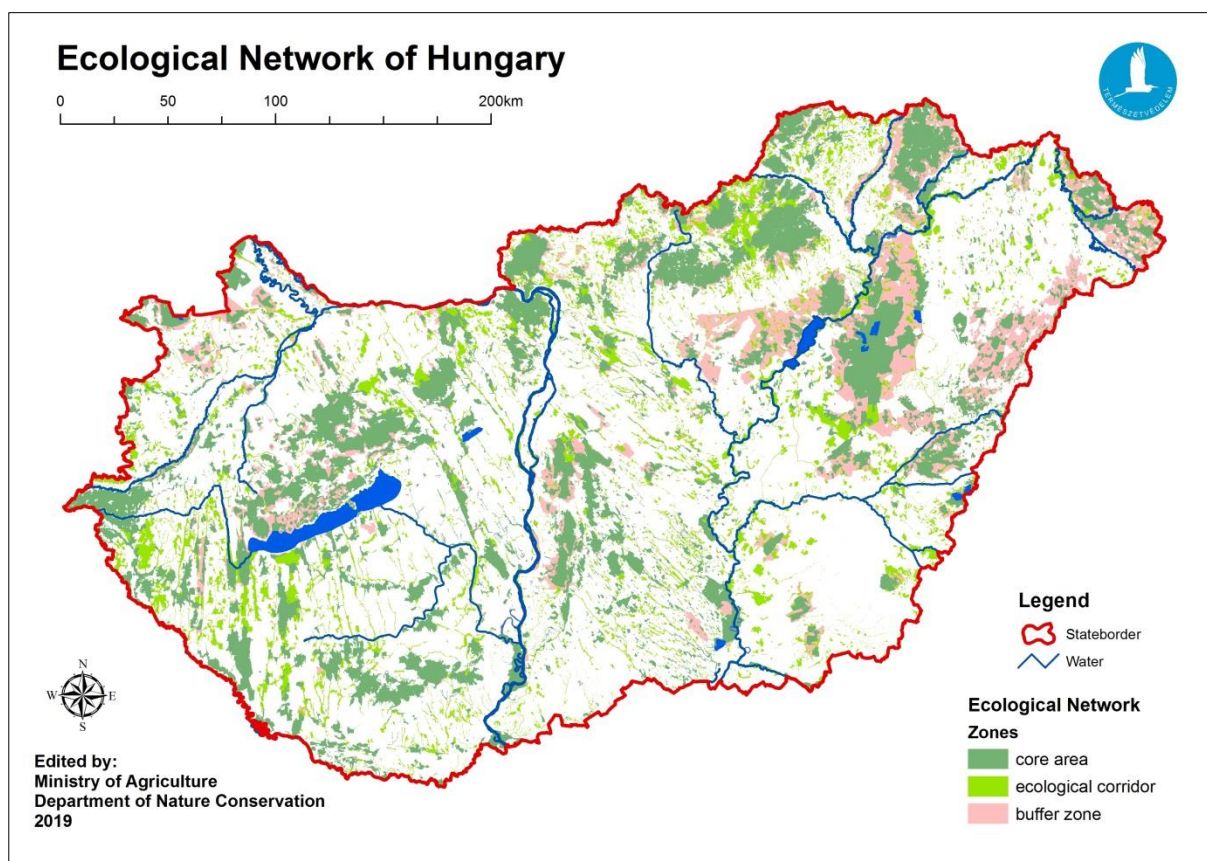 Ecological Network of Hungary
0 50 100 200km
TERMÉSZETVÉDELEM
N
W E
S
Legend
Stateborder
Water
Ecological Network
Zones
core area
ecological corridor
buffer zone
Edited by:
Ministry of Agriculture
Department of Nature Conservation
2019